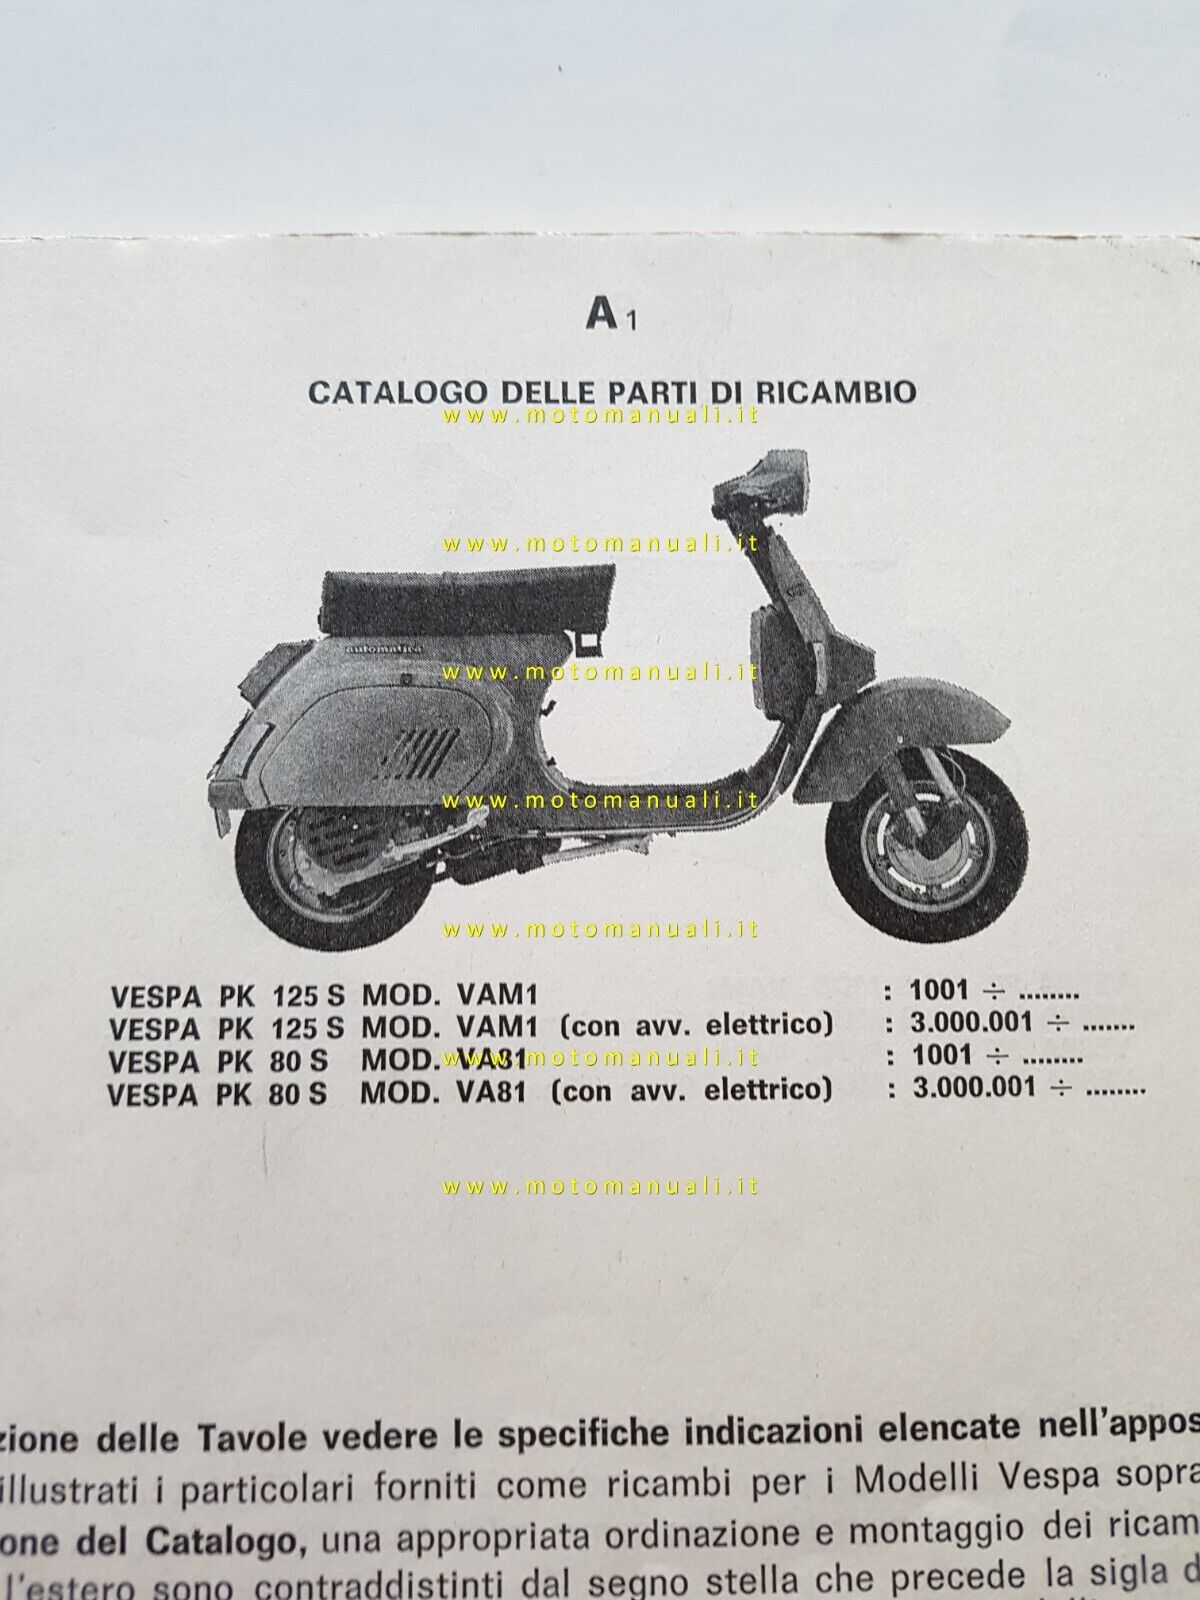 A 1
CATALOGO DELLE PARTI DI RICAMBIO
www.motomanuali.it
www.motomanuali.it
automatica
www.motomanuali.it
www.motomanuali.it
www.motomanuali.it
VESPA PK 125 S MOD. VAM1 : 1001 ÷ ........
VESPA PK 125 S MOD. VAM1 (con avv. elettrico) : 3.000.001 ÷ .......
VESPA PK 80 S MOD. VA81 : 1001 ÷ ........
www.motomanuali.it
VESPA PK 80 S MOD. VA81 (con avv. elettrico) : 3.000.001 ÷ ........
www.motomanuali.it
zione delle Tavole vedere le specifiche indicazioni elencate nell'appos
illustrati i particolari forniti come ricambi per i Modelli Vespa sopra
one del Catalogo, una appropriata ordinazione e montaggio dei ricam
l'estero sono contraddistinti dal segno stella che precede la sigla d